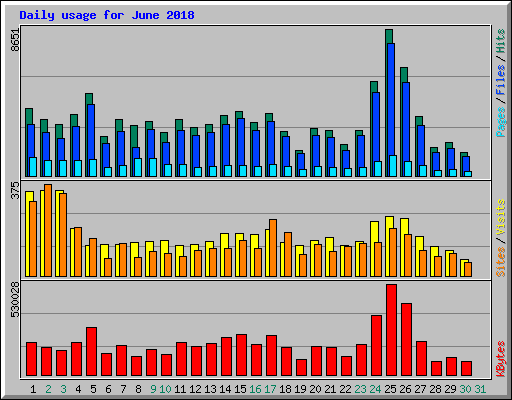 Daily usage for June 2018
8651
Pages / Files / Hits
375
Sites / Visits
530028
KBytes
1 2 3 4 5 6 7 8 9 10 11 12 13 14 15 16 17 18 19 20 21 22 23 24 25 26 27 28 29 30 31